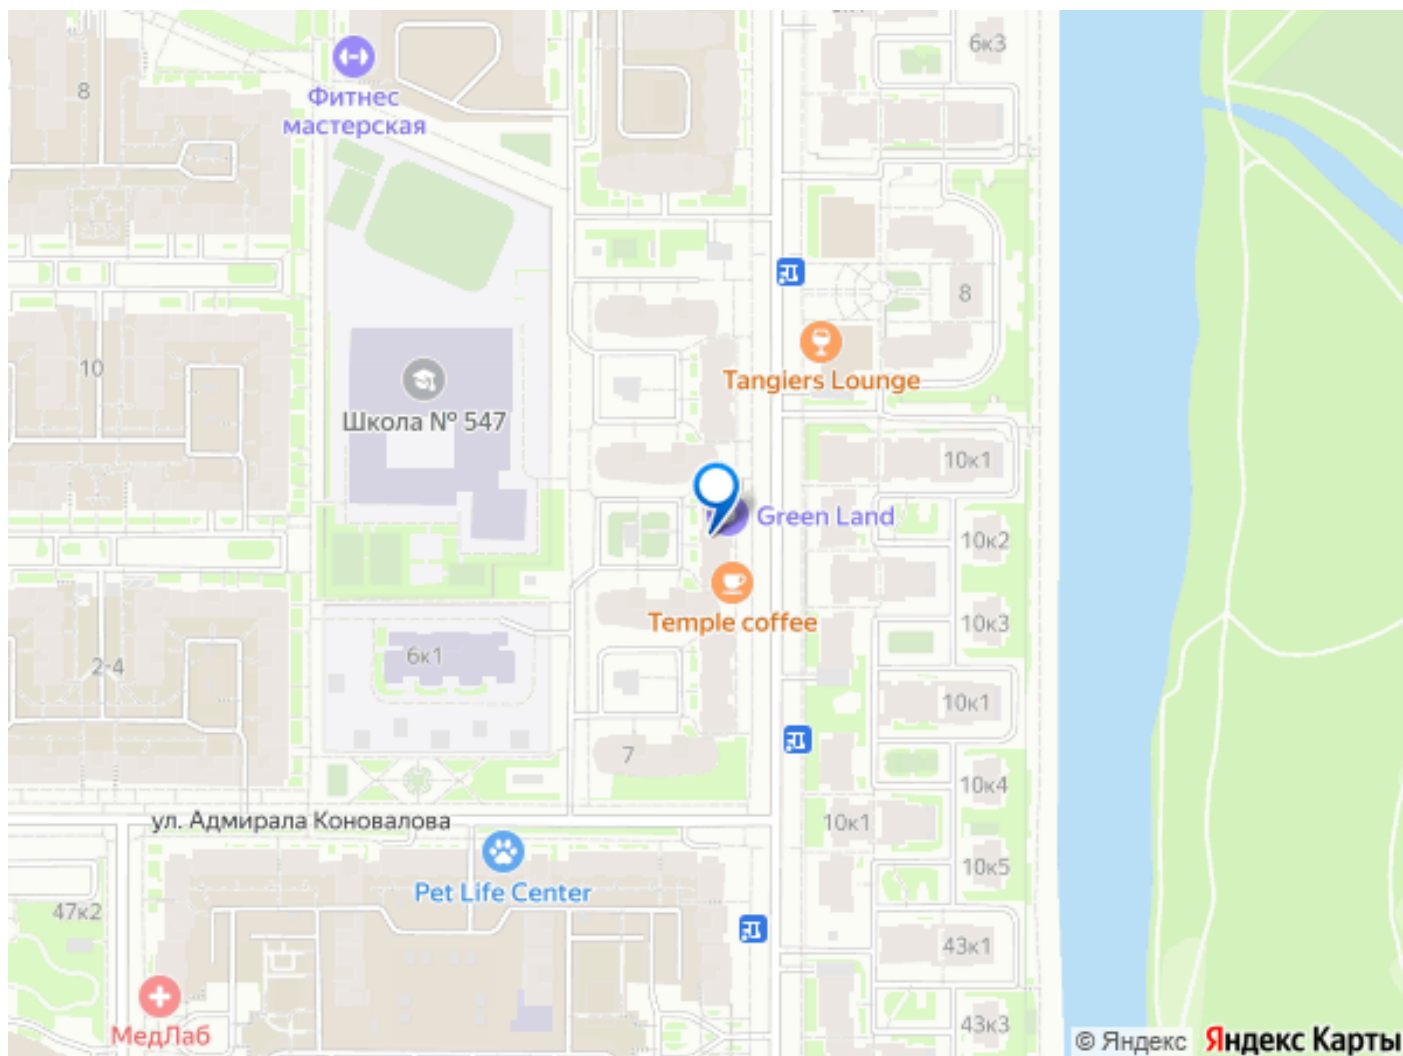 6к3
8
Фитнес
мастерская
8
Tangiers Lounge
10
Школа № 547
10к1
Green Land
10к2
Temple coffee
10к3
6к1
2-4
10к1
7
10к4
ул. Адмирала Коновалова
10к1
Pet Life Center
10к5
47к2
43к1
МедЛаб
43к3
© Яндекс Яндекс Карты